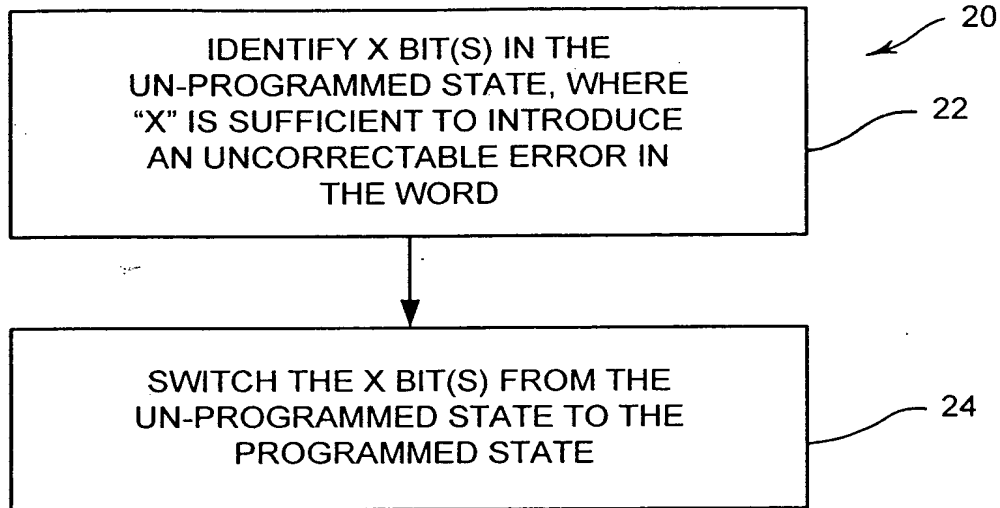 20
IDENTIFY X BIT(S) IN THE
UN-PROGRAMMED STATE, WHERE
"X" IS SUFFICIENT TO INTRODUCE
AN UNCORRECTABLE ERROR IN
THE WORD
22
SWITCH THE X BIT(S) FROM THE
UN-PROGRAMMED STATE TO THE
PROGRAMMED STATE
24